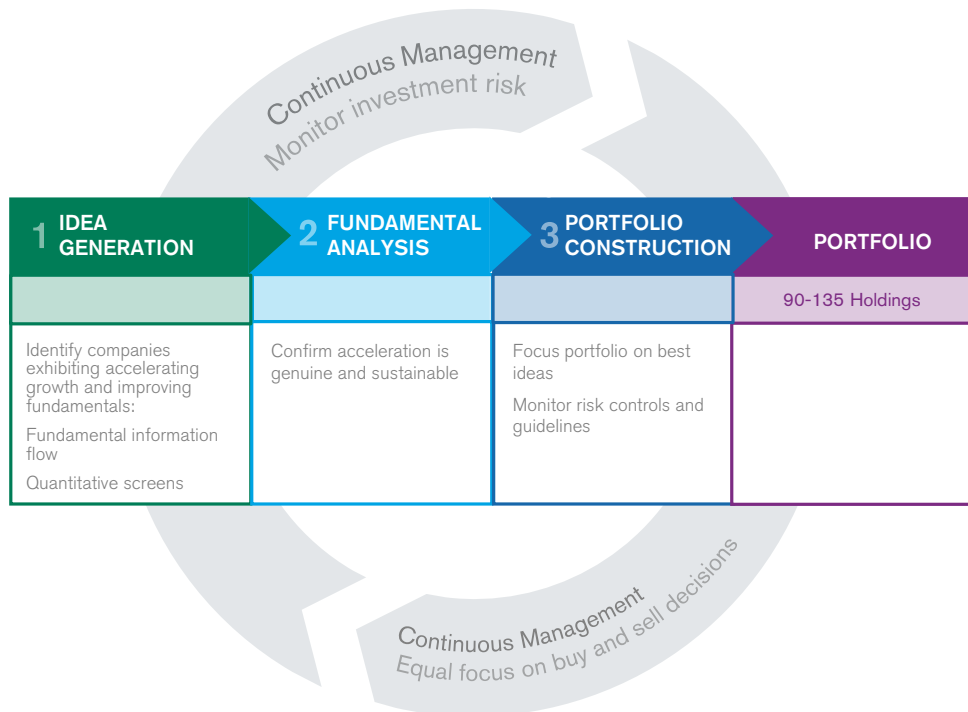 Continuous Management
Monitor investment risk
1 IDEA
GENERATION
2 FUNDAMENTAL
ANALYSIS
3 PORTFOLIO
CONSTRUCTION
PORTFOLIO
90-135 Holdings
Identify companies
exhibiting accelerating
growth and improving
fundamentals:
Fundamental information
flow
Quantitative screens
Confirm acceleration is
genuine and sustainable
Focus portfolio on best
ideas
Monitor risk controls and
guidelines
Continuous Management
Equal focus on buy and sell decisions